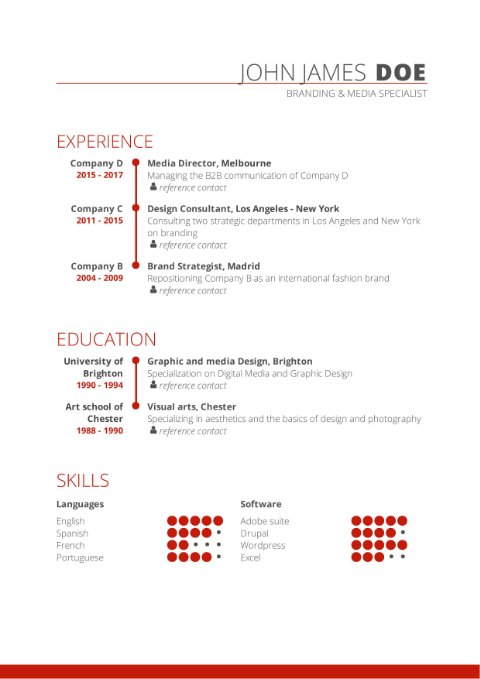 JOHN JAMES DOE
BRANDING & MEDIA SPECIALIST
EXPERIENCE
Company D
2015 - 2017
Media Director, Melbourne
Managing the B2B communication of Company D
reference contact
Company C
2011 - 2015
Design Consultant, Los Angeles - New York
Consulting two strategic departments in Los Angeles and New York
on branding
reference contact
Company B
2004 - 2009
Brand Strategist, Madrid
Repositioning Company B as an international fashion brand
reference contact
EDUCATION
University of
Brighton
1990 - 1994
Graphic and media Design, Brighton
Specialization on Digital Media and Graphic Design
reference contact
Art school of
Chester
1988 - 1990
Visual arts, Chester
Specializing in aesthetics and the basics of design and photography
reference contact
SKILLS
Languages
English
Spanish
French
Portuguese
Software
Adobe suite
Drupal
Wordpress
Excel